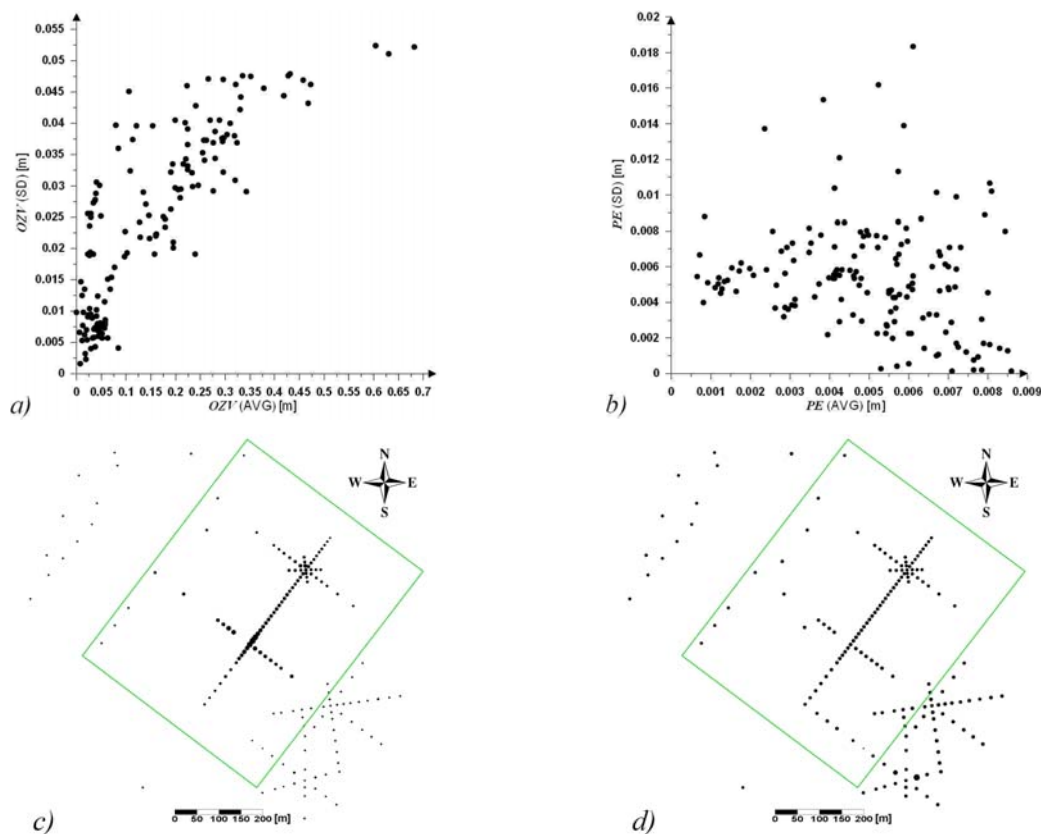 0.055
0.05
0.045
0.04
0.035
0.03
0.025
0.02
0.015
0.01
0.005
0
OZV (SD) [m]
0 0.05 0.1 0.15 0.2 0.25 0.3 0.35 0.4 0.45 0.5 0.55 0.6 0.65 0.7
OZV (AVG) [m]
a)
0.02
0.018
0.016
0.014
0.012
0.01
0.008
0.006
0.004
0.002
0
PE (SD) [m]
0 0.001 0.002 0.003 0.004 0.005 0.006 0.007 0.008 0.009
PE (AVG) [m]
b)
N
W E
S
0 50 100 150 200 [m]
c)
N
W E
S
0 50 100 150 200 [m]
d)